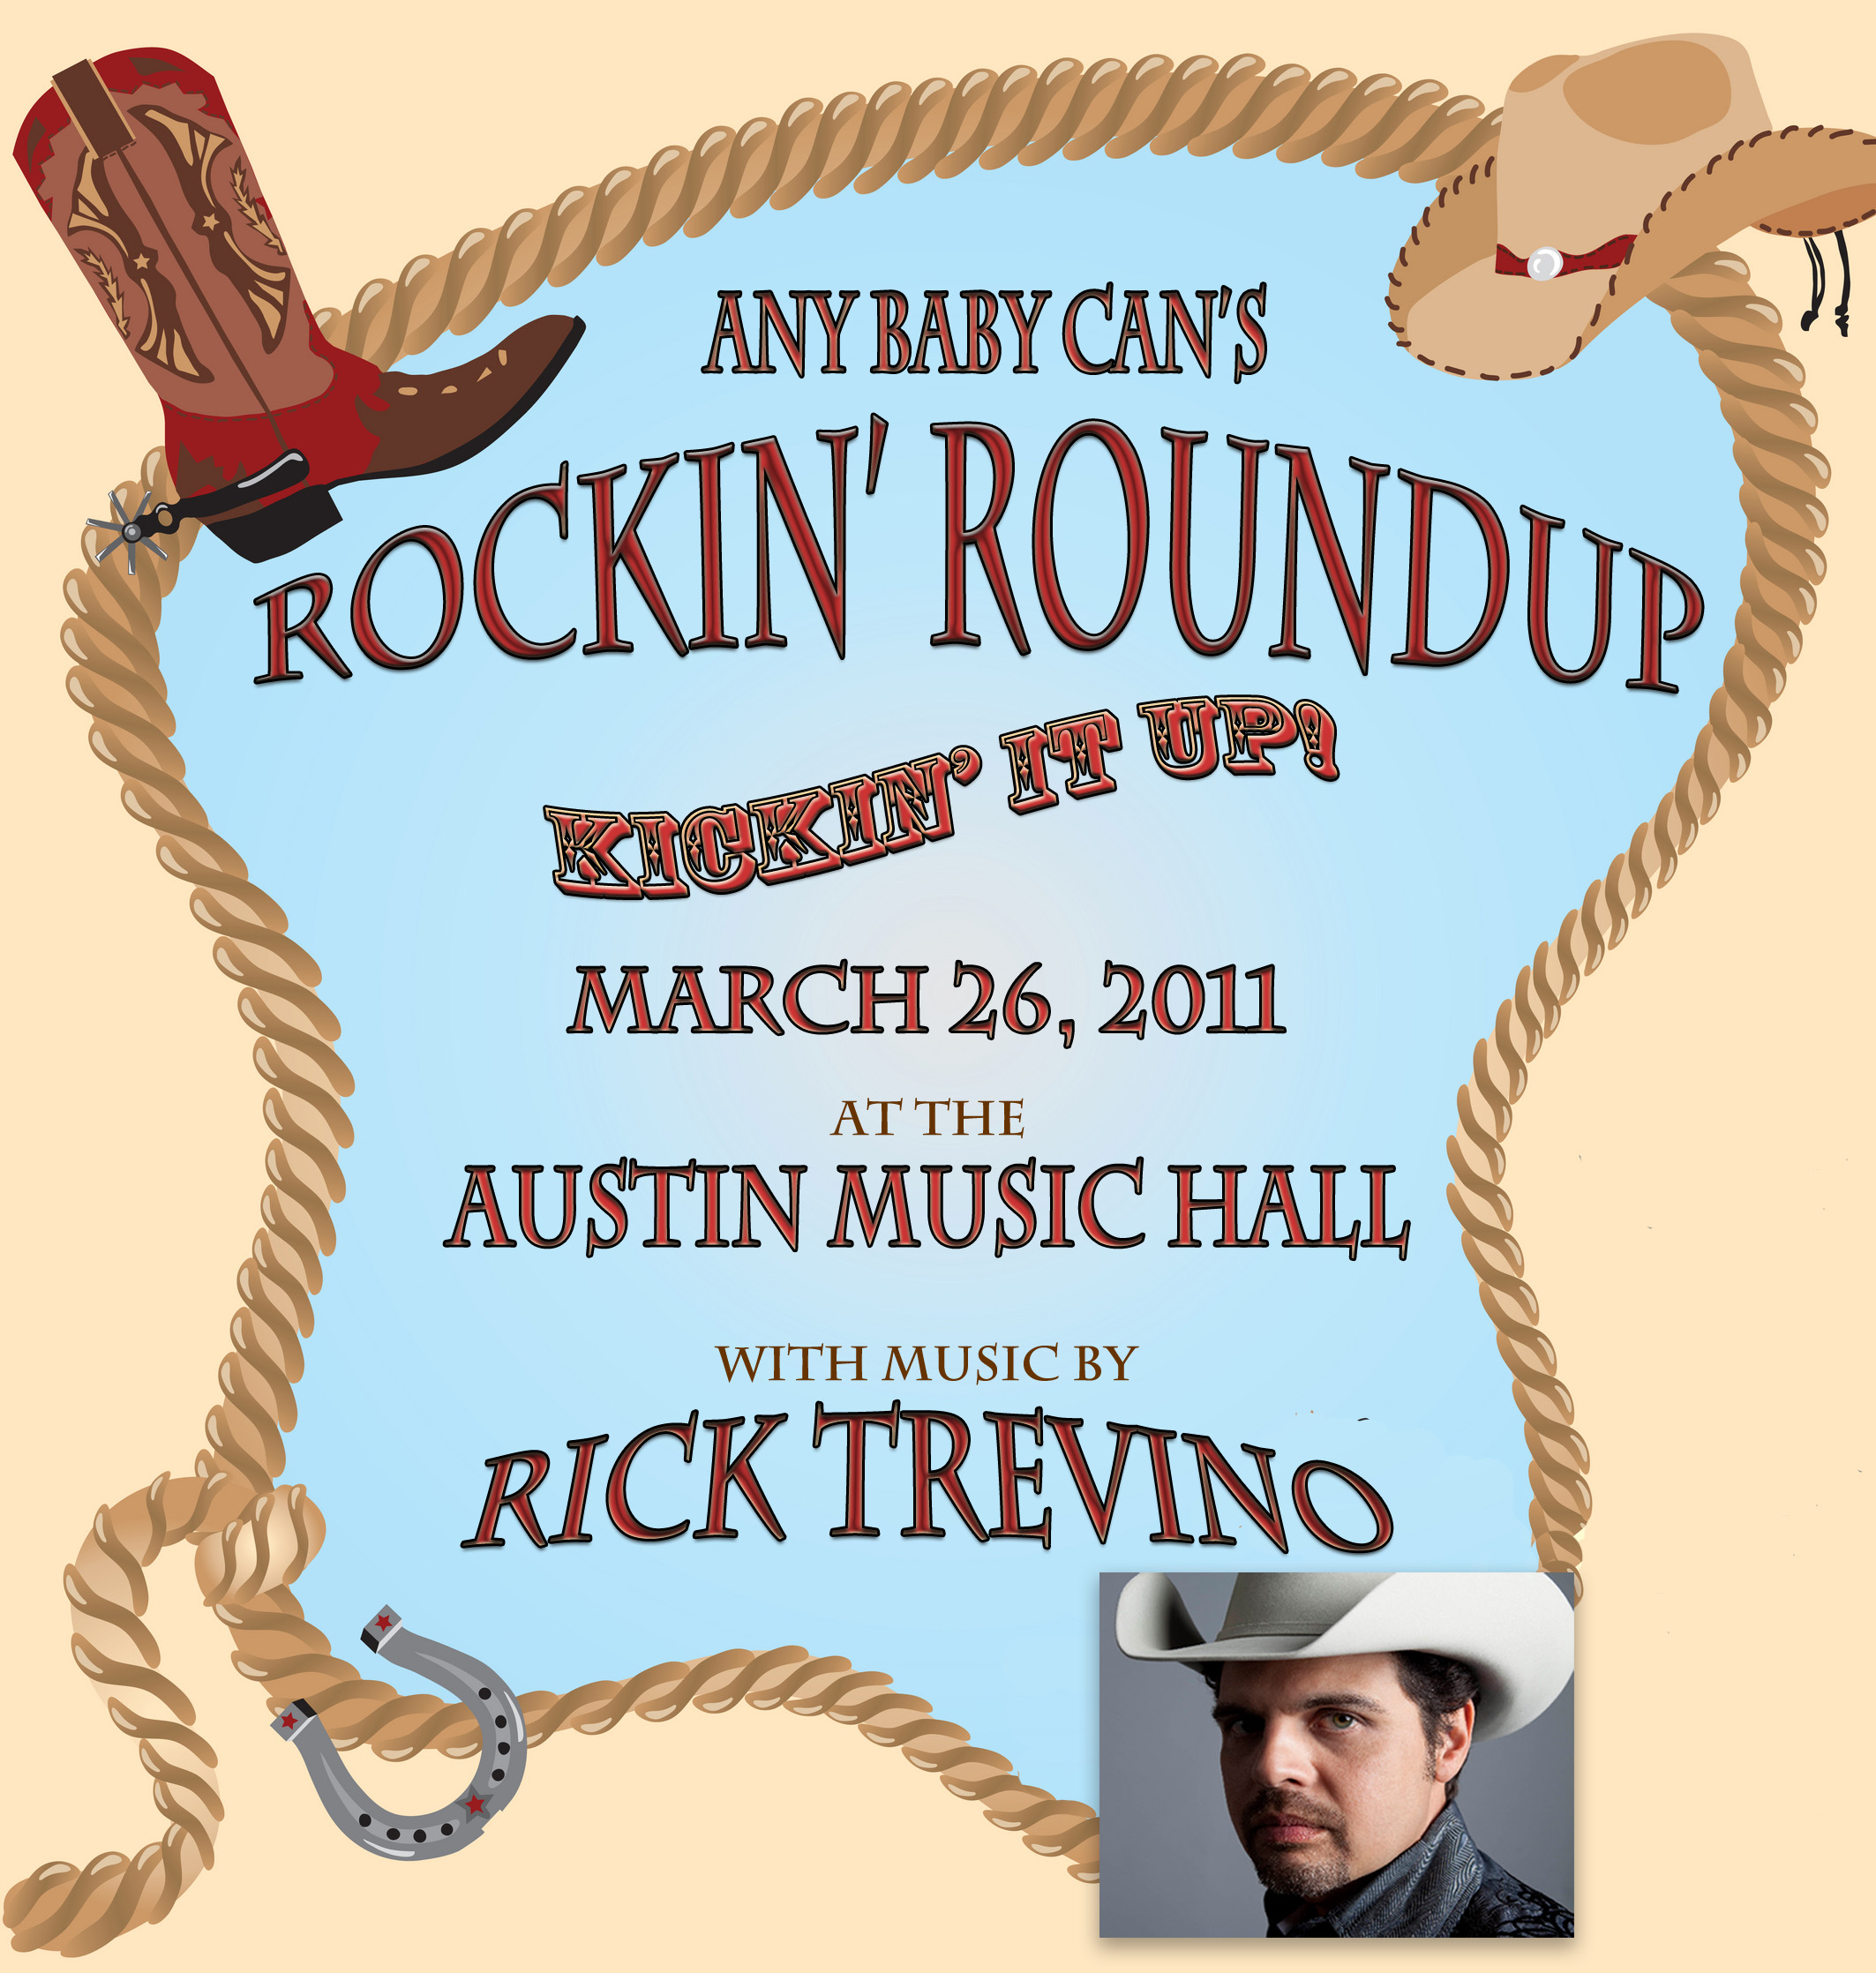 ANY BABY CAN'S
ROCKIN' ROUNDUP
KICKIN' IT UP!
MARCH 26, 2011
AT THE
AUSTIN MUSIC HALL
WITH MUSIC BY
RICK TREVINO